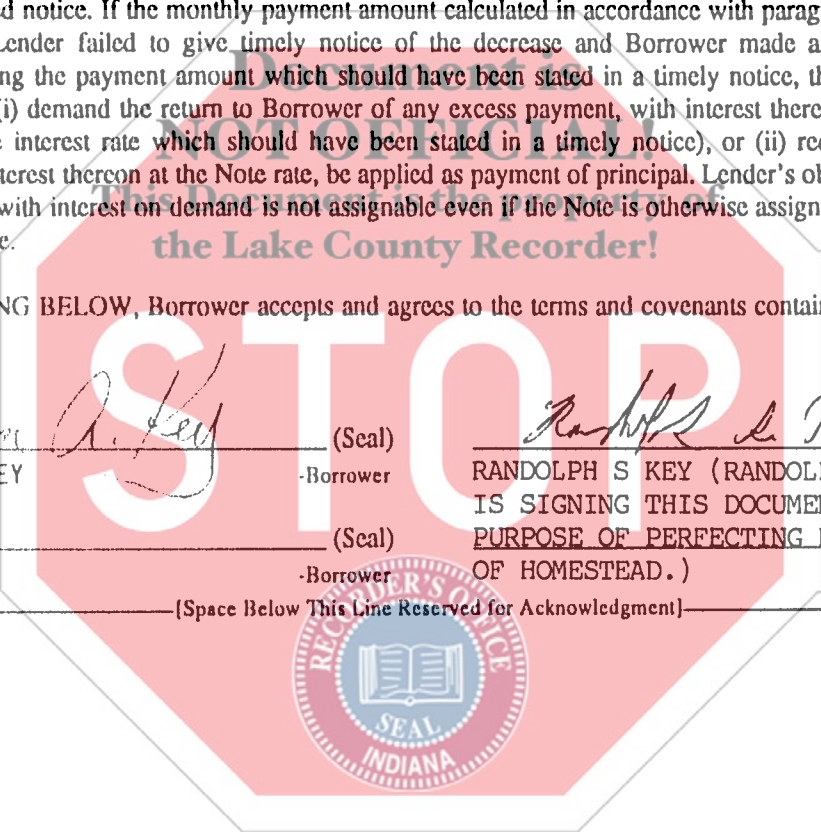 d notice. If the monthly payment amount calculated in accordance with parag
Lender failed to give timely notice of the decrease and Borrower made a
ng the payment amount which should have been stated in a timely notice, th
(i) demand the return to Borrower of any excess payment, with interest there
e interest rate which should have been stated in a timely notice), or (ii) re
terest thereon at the Note rate, be applied as payment of principal. Lender's ob
with interest on demand is not assignable even if the Note is otherwise assign
e.
Document is
NOT OFFICIAL!
This Document is the property of
the Lake County Recorder!
NG BELOW, Borrower accepts and agrees to the terms and covenants contai
STOP
A. Key (Seal)
EY -Borrower
Randolph S.
RANDOLPH S KEY (RANDOL
IS SIGNING THIS DOCUME
PURPOSE OF PERFECTING
OF HOMESTEAD.)
(Seal)
-Borrower
[Space Below This Line Reserved for Acknowledgment]
RECORDER'S OFFICE
SEAL
INDIANA